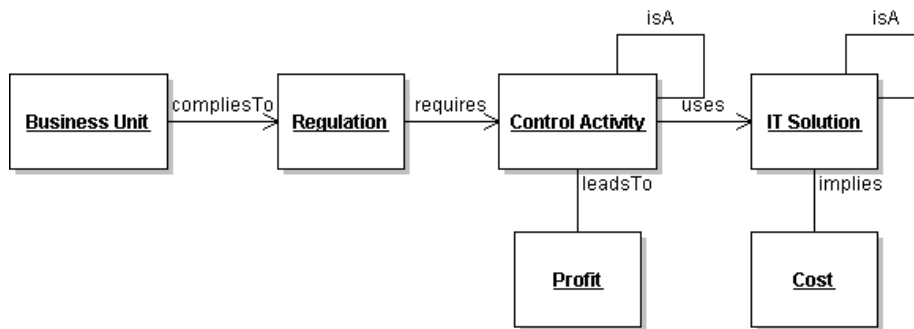 isA
isA
compliesTo
requires
uses
Business Unit
Regulation
Control Activity
IT Solution
leadsTo
implies
Profit
Cost